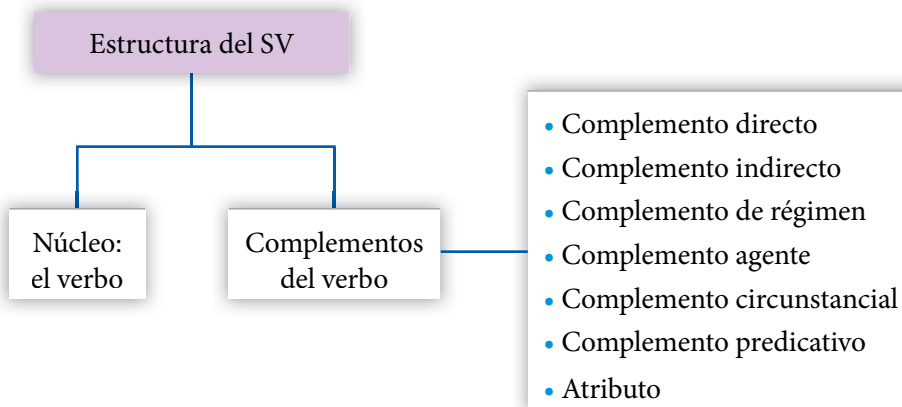 Estructura del SV
Núcleo:
el verbo
Complementos
del verbo
• Complemento directo
• Complemento indirecto
• Complemento de régimen
• Complemento agente
• Complemento circunstancial
• Complemento predicativo
• Atributo